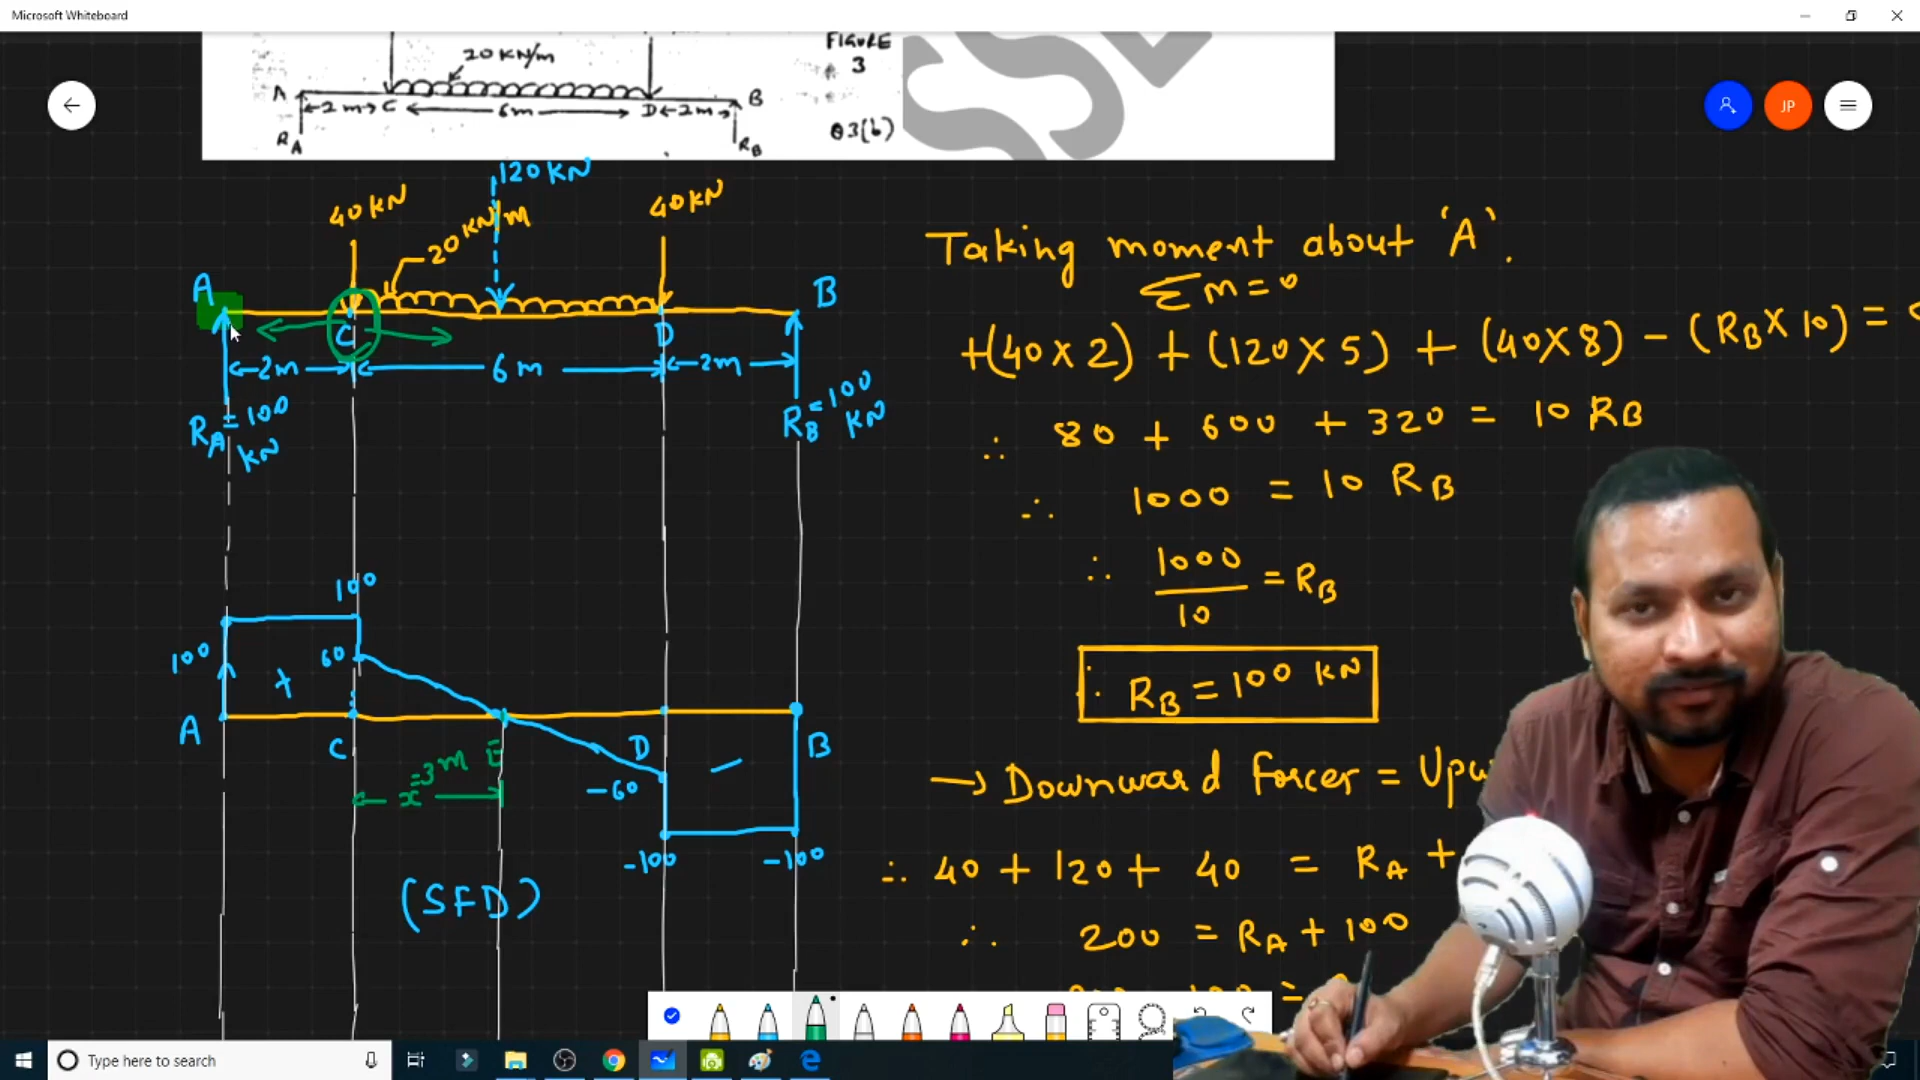 Microsoft Whiteboard
20 KN/m
FIGURE
3
A
2 m
C
6m
D
2m
B
RA
RB
Q3(b)
JP
120 KN
40 KN
20 KN/m
40 KN
A
C
D
B
2m
6 m
2m
RA = 100 KN
RB = 100 KN
100
100
60
+
A
C
E
D
B
x = 3m
-60
-
-100
-100
(SFD)
Taking moment about 'A'.
Σm = 0
+(40 x 2) + (120 x 5) + (40 x 8) - (RB x 10) =
∴ 80 + 600 + 320 = 10 RB
∴ 1000 = 10 RB
∴ 1000/10 = RB
∴ RB = 100 KN
→ Downward Forces =
∴ 40 + 120 + 40 = RA +
∴ 200 = RA + 100
Type here to search